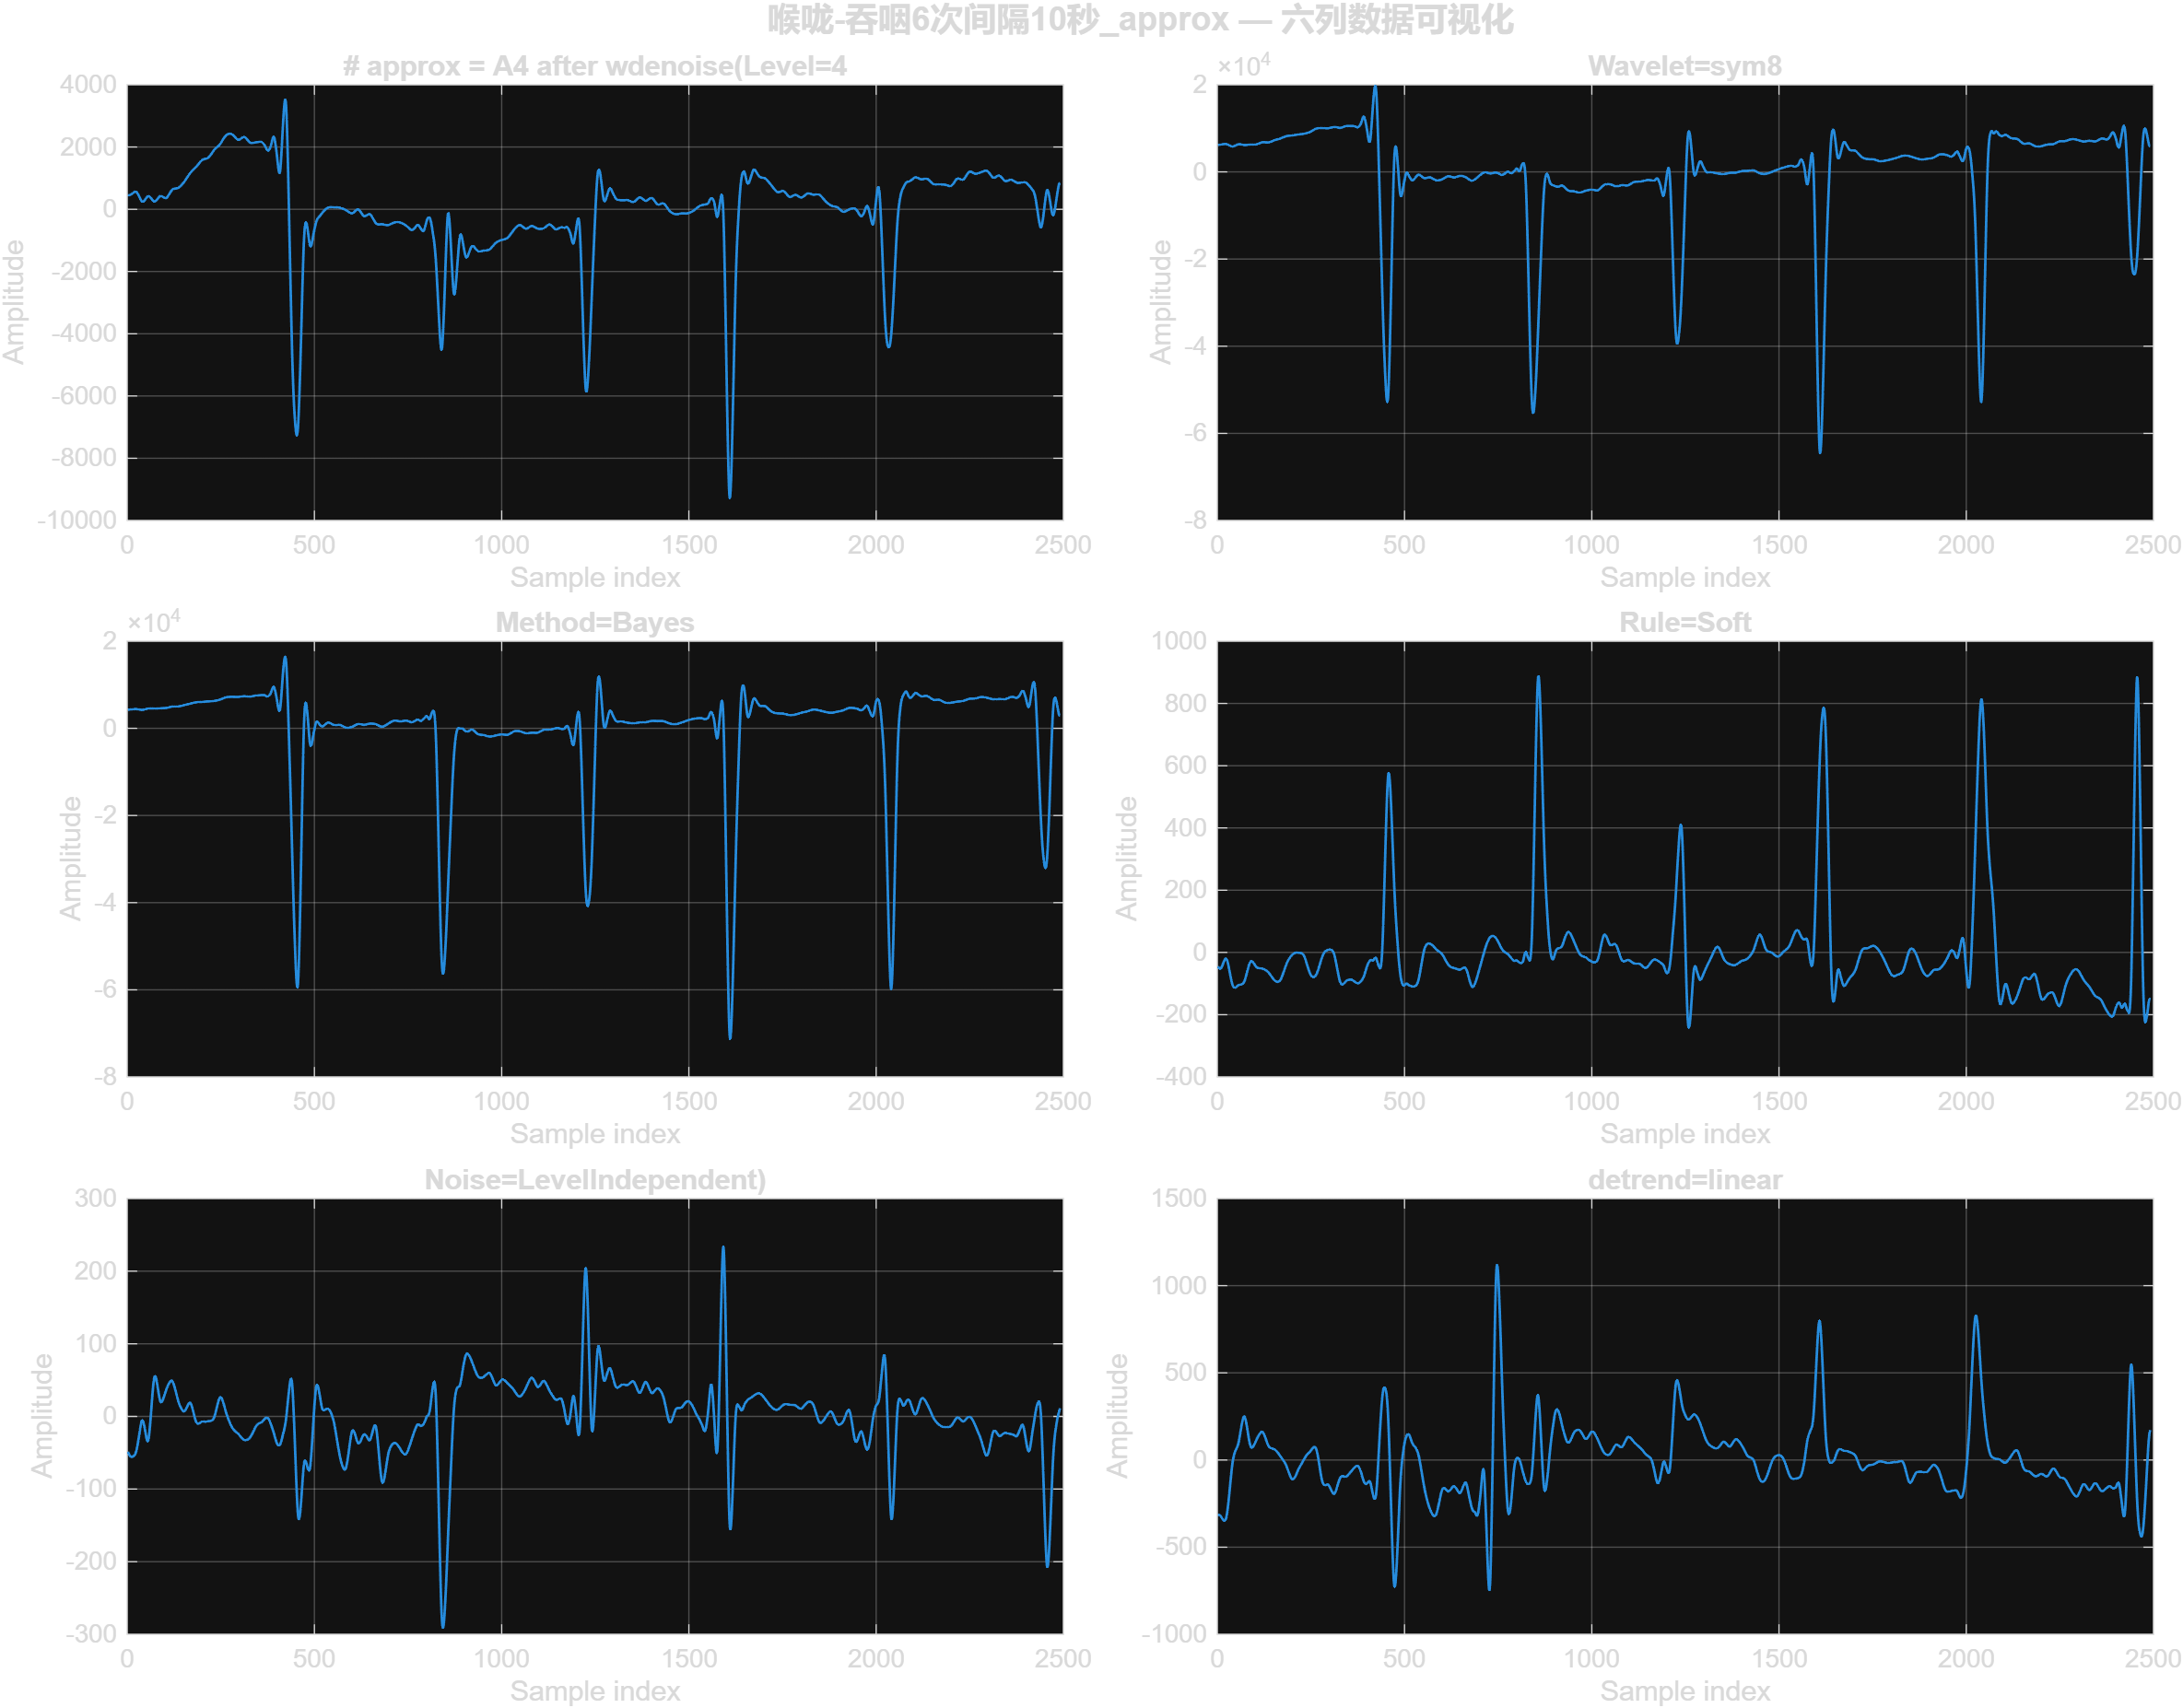 喉咙-吞咽6次间隔10秒_approx — 六列数据可视化
# approx = A4 after wdenoise(Level=4
4000
2000
0
-2000
-4000
-6000
-8000
-10000
Amplitude
0 500 1000 1500 2000 2500
Sample index
Wavelet=sym8
×10⁴
2
0
-2
-4
-6
-8
Amplitude
0 500 1000 1500 2000 2500
Sample index
Method=Bayes
×10⁴
2
0
-2
-4
-6
-8
Amplitude
0 500 1000 1500 2000 2500
Sample index
Rule=Soft
1000
800
600
400
200
0
-200
-400
Amplitude
0 500 1000 1500 2000 2500
Sample index
Noise=LevelIndependent)
300
200
100
0
-100
-200
-300
Amplitude
0 500 1000 1500 2000 2500
Sample index
detrend=linear
1500
1000
500
0
-500
-1000
Amplitude
0 500 1000 1500 2000 2500
Sample index